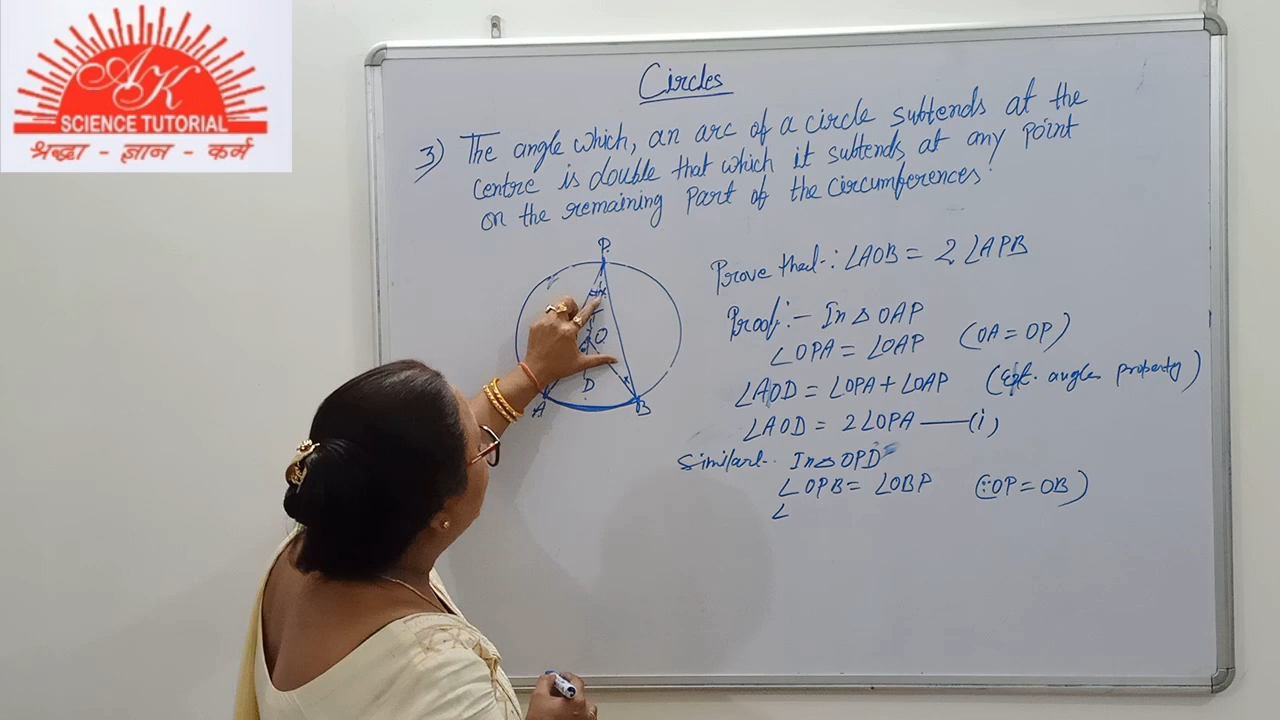 AK
SCIENCE TUTORIAL
श्रद्धा - ज्ञान - कर्म
Circles
3) The angle which, an arc of a circle subtends at the
centre is double that which it subtends at any point
on the remaining part of the circumferences.
P.
O
D
A
B
Prove that :- ∠AOB = 2 ∠APB
Proof :- In △ OAP
∠OPA = ∠OAP (OA = OP)
∠AOD = ∠OPA + ∠OAP (Ext. angles property)
∠AOD = 2∠OPA —(i)
Similarl.. In △ OPD
∠OPB = ∠OBP (∵OP = OB)
∠